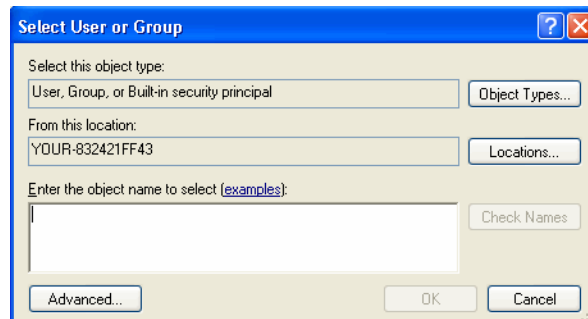 Select User or Group
Select this object type:
User, Group, or Built-in security principal
Object Types...
From this location:
YOUR-832421FF43
Locations...
Enter the object name to select (examples):
Check Names
Advanced...
OK
Cancel